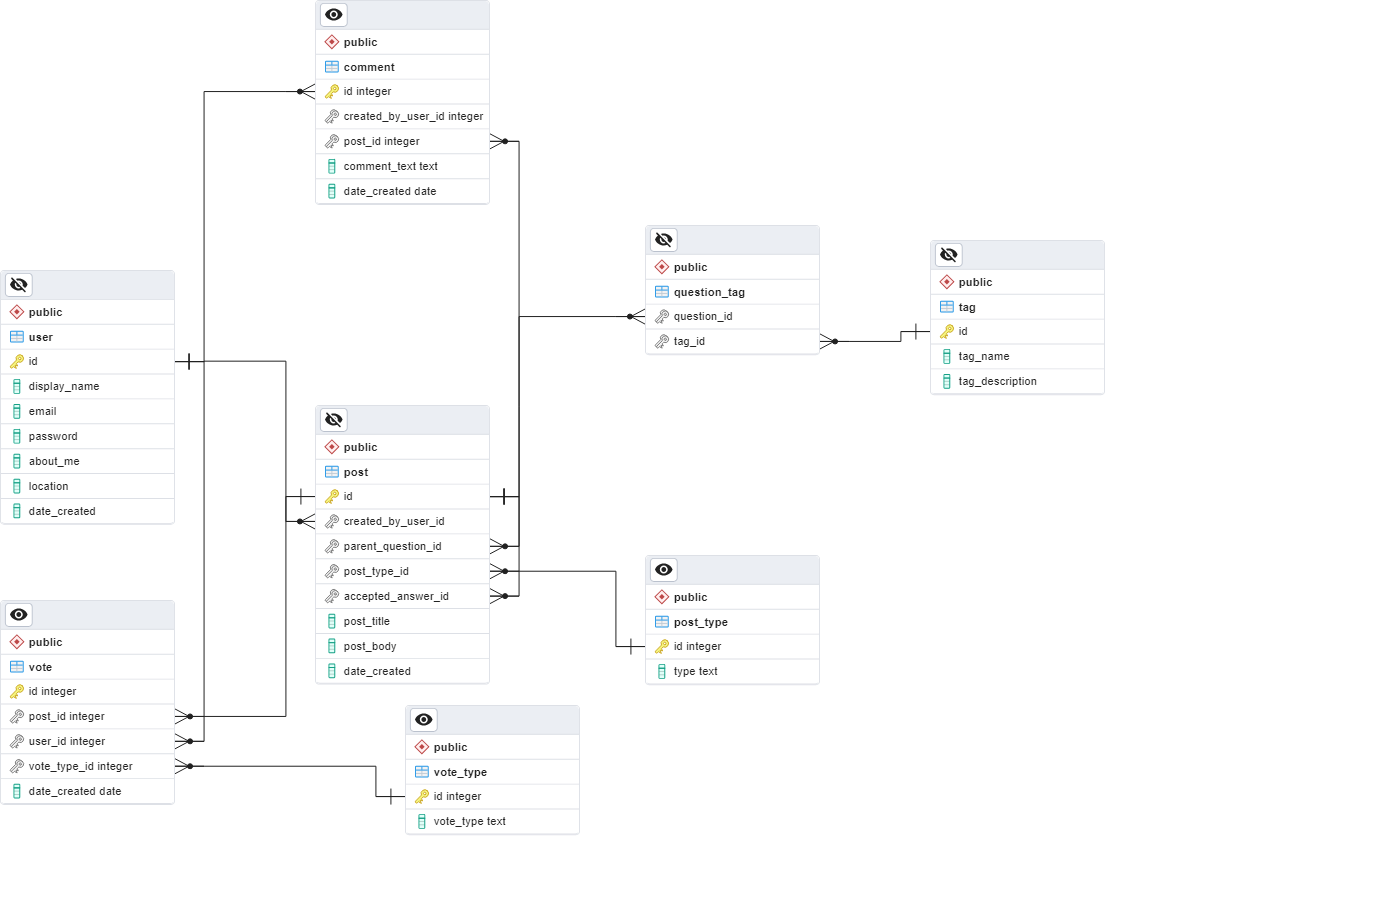 public
comment
id integer
created_by_user_id integer
post_id integer
comment_text text
date_created date
public
question_tag
question_id
tag_id
public
tag
id
tag_name
tag_description
public
user
id
display_name
email
password
about_me
location
date_created
public
post
id
created_by_user_id
parent_question_id
post_type_id
accepted_answer_id
post_title
post_body
date_created
public
post_type
id integer
type text
public
vote
id integer
post_id integer
user_id integer
vote_type_id integer
date_created date
public
vote_type
id integer
vote_type text